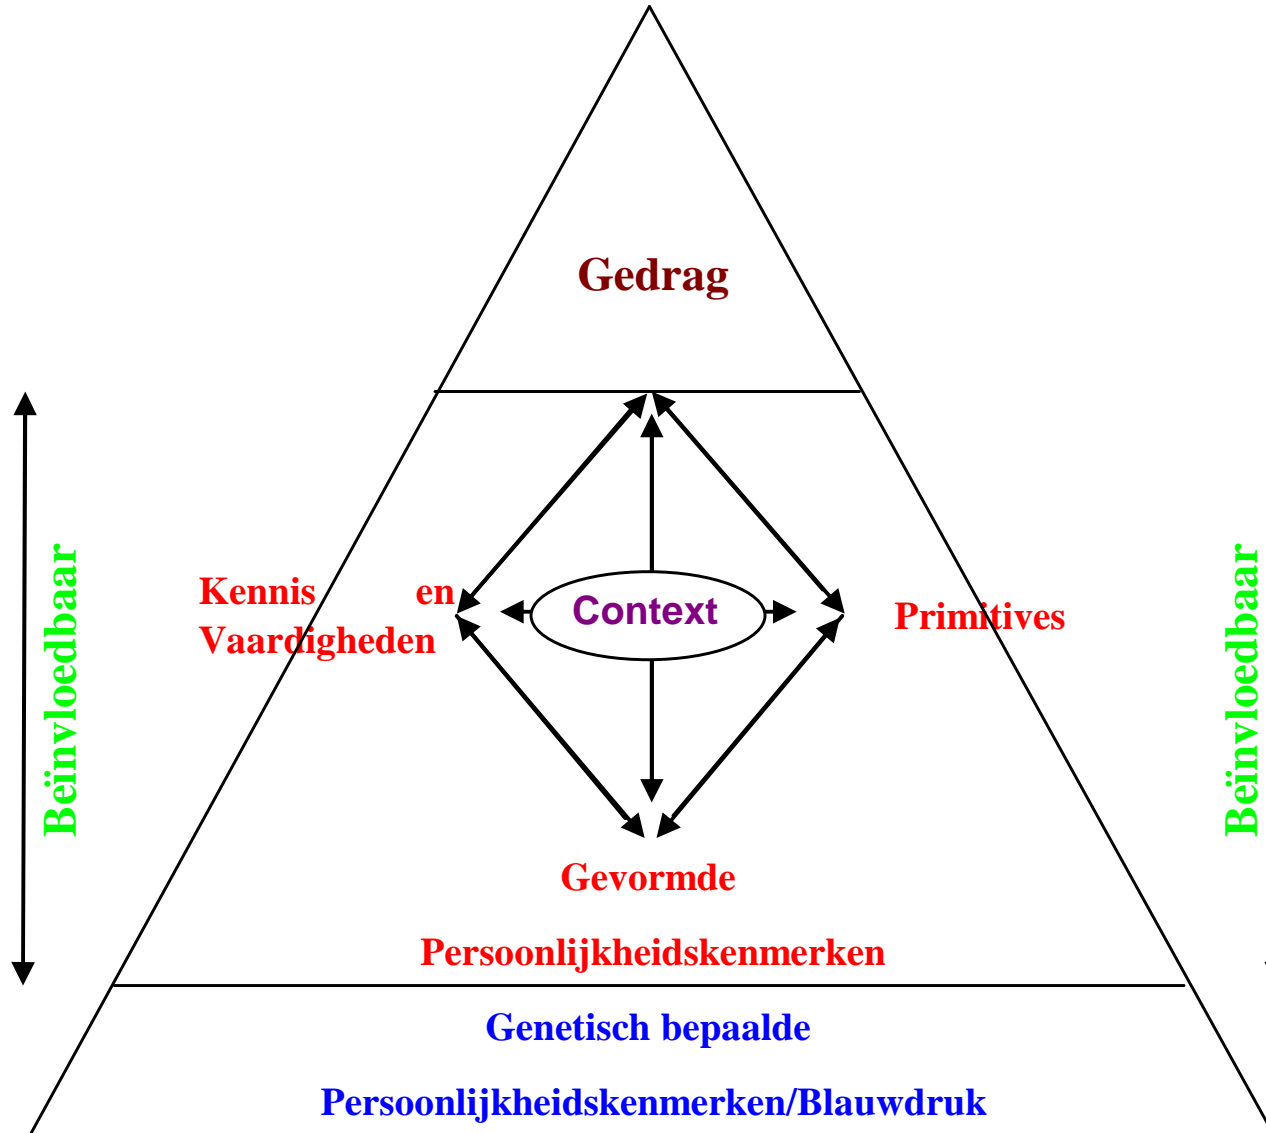 Gedrag
Beïnvloedbaar
Kennis en
Vaardigheden
Context
Primitives
Beïnvloedbaar
Gevormde
Persoonlijkheidskenmerken
Genetisch bepaalde
Persoonlijkheidskenmerken/Blauwdruk